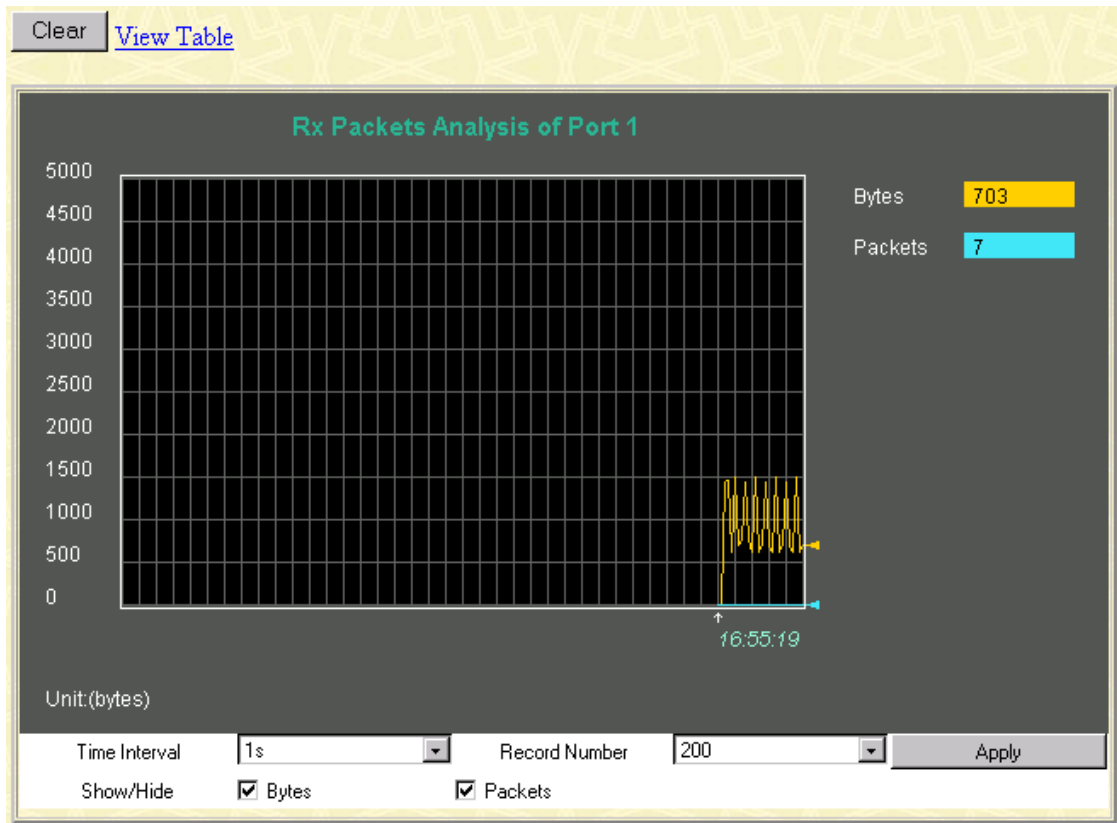 Clear View Table
Rx Packets Analysis of Port 1
5000
4500
4000
3500
3000
2500
2000
1500
1000
500
0
Bytes 703
Packets 7
16:55:19
Unit:(bytes)
Time Interval 1s Record Number 200 Apply
Show/Hide Bytes Packets